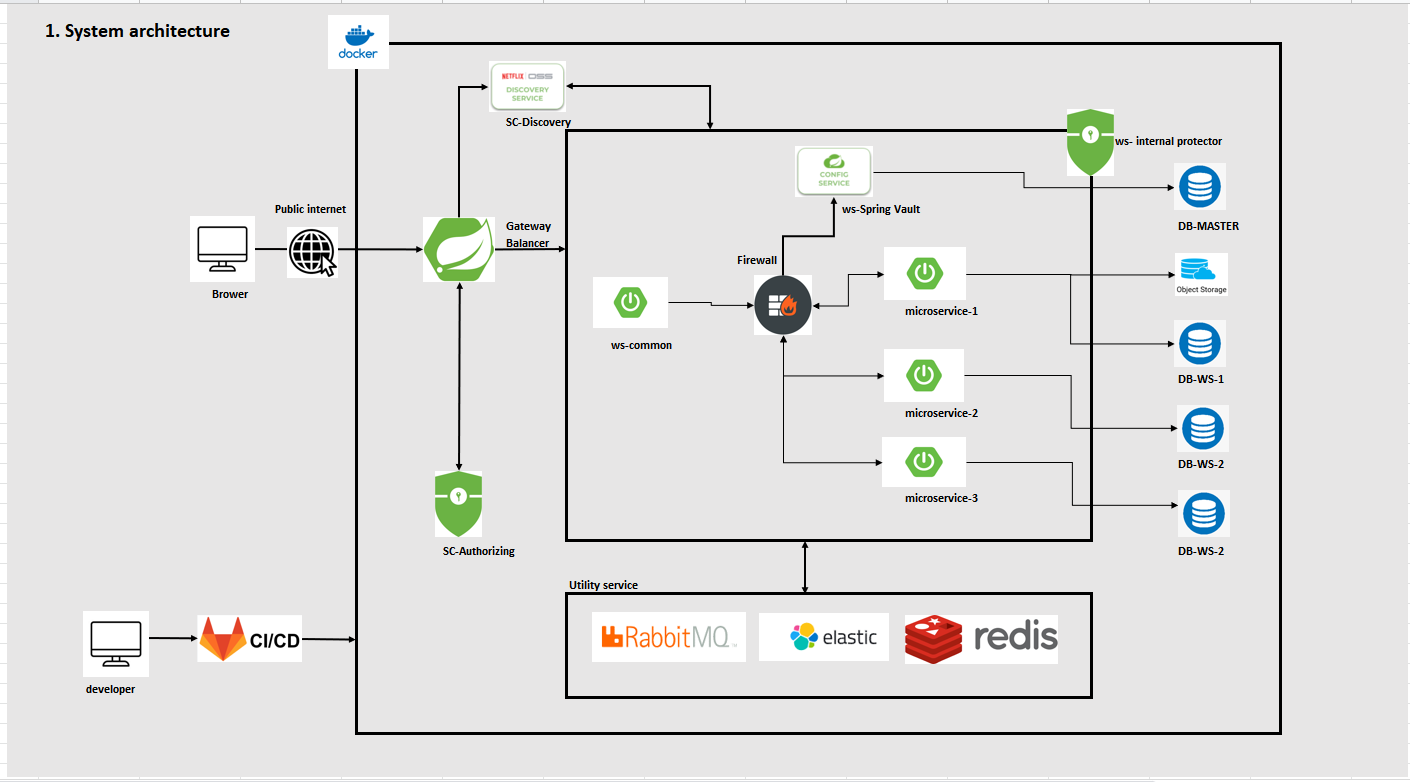 1. System architecture
docker
NETFLIX OSS
DISCOVERY
SERVICE
SC-Discovery
ws- internal protector
CONFIG
SERVICE
ws-Spring Vault
DB-MASTER
Public internet
Gateway
Balancer
Brower
Firewall
Object Storage
microservice-1
ws-common
DB-WS-1
microservice-2
DB-WS-2
microservice-3
SC-Authorizing
DB-WS-2
Utility service
RabbitMQ
elastic
redis
CI/CD
developer